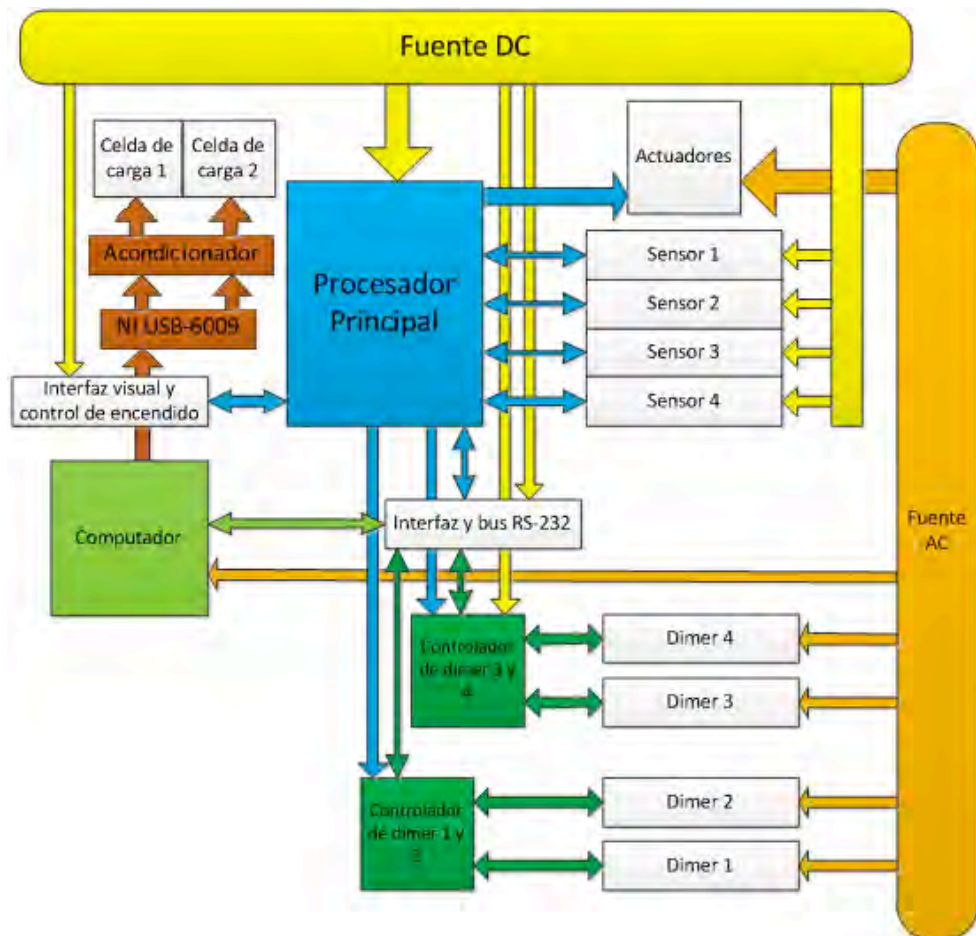 Fuente DC
Celda de
carga 1
Celda de
carga 2
Actuadores
Acondicionador
Procesador
Principal
Sensor 1
Sensor 2
Sensor 3
Sensor 4
NI USB-6009
Interfaz visual y
control de encendido
Interfaz y bus RS-232
Computador
Fuente
AC
Controlador
de dimer 3 y
4
Dimer 4
Dimer 3
Controlador
de dimer 1 y
2
Dimer 2
Dimer 1